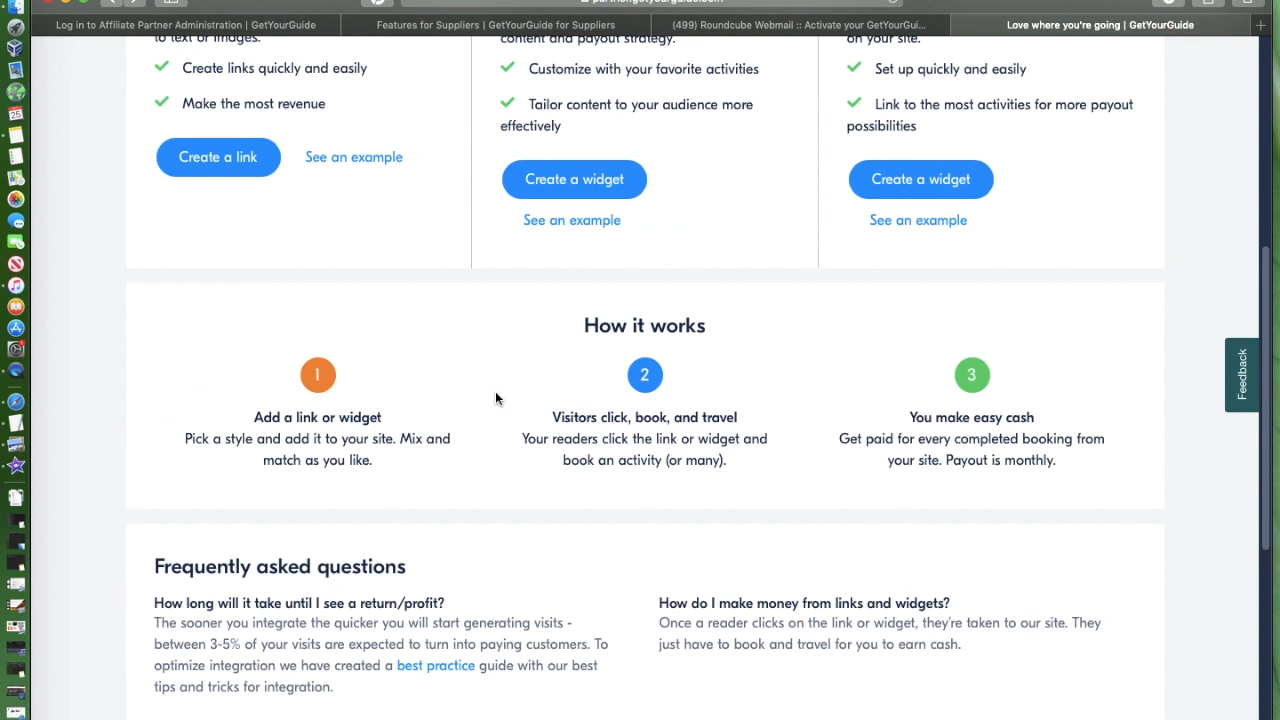 partner.getyourguide.com
Log in to Affiliate Partner Administration | GetYourGuide
Features for Suppliers | GetYourGuide for Suppliers
(499) Roundcube Webmail :: Activate your GetYourGui...
Love where you're going | GetYourGuide
to text or images.
Create links quickly and easily
Make the most revenue
Create a link
See an example
content and payout strategy.
Customize with your favorite activities
Tailor content to your audience more
effectively
Create a widget
See an example
on your site.
Set up quickly and easily
Link to the most activities for more payout
possibilities
Create a widget
See an example
How it works
1
Add a link or widget
Pick a style and add it to your site. Mix and
match as you like.
2
Visitors click, book, and travel
Your readers click the link or widget and
book an activity (or many).
3
You make easy cash
Get paid for every completed booking from
your site. Payout is monthly.
Feedback
Frequently asked questions
How long will it take until I see a return/profit?
The sooner you integrate the quicker you will start generating visits -
between 3-5% of your visits are expected to turn into paying customers. To
optimize integration we have created a best practice guide with our best
tips and tricks for integration.
How do I make money from links and widgets?
Once a reader clicks on the link or widget, they're taken to our site. They
just have to book and travel for you to earn cash.
25